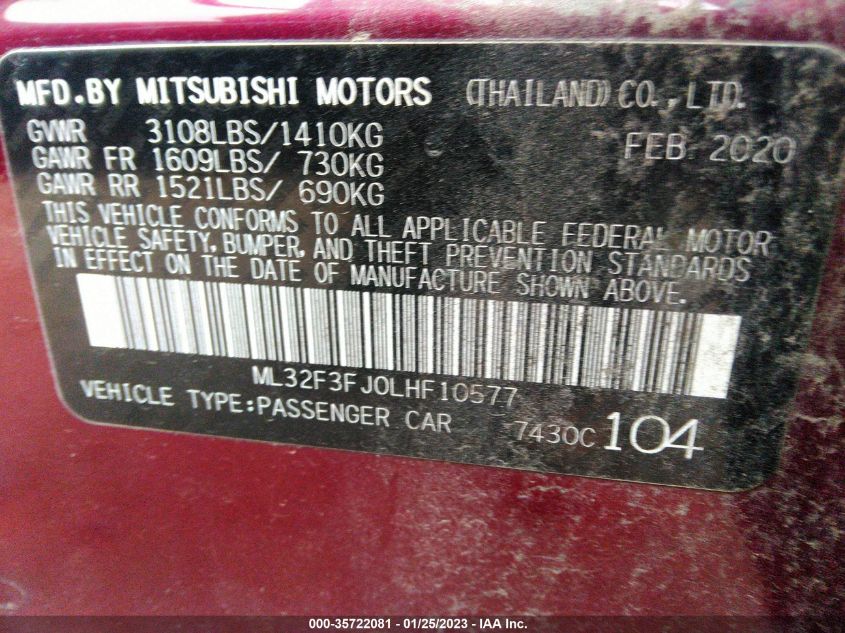 MFD.BY MITSUBISHI MOTORS (THAILAND) CO., LTD.
GVWR 3108LBS/1410KG FEB. 2020
GAWR FR 1609LBS/ 730KG
GAWR RR 1521LBS/ 690KG
THIS VEHICLE CONFORMS TO ALL APPLICABLE FEDERAL MOTOR
VEHICLE SAFETY, BUMPER, AND THEFT PREVENTION STANDARDS
IN EFFECT ON THE DATE OF MANUFACTURE SHOWN ABOVE.
ML32F3FJ0LHF10577
VEHICLE TYPE:PASSENGER CAR 7430C 104
000-35722081 - 01/25/2023 - IAAI.COM